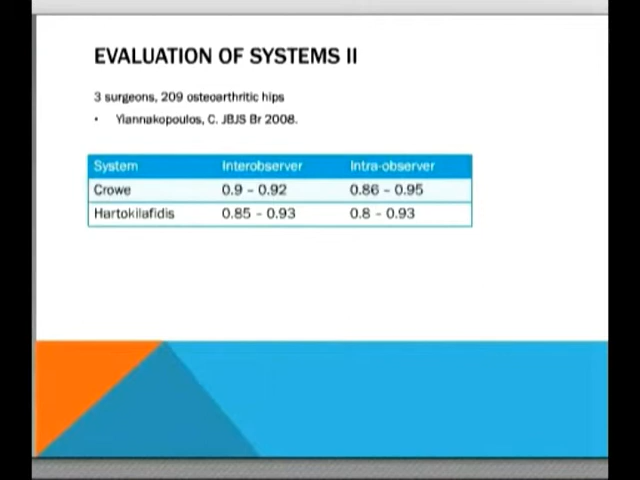 EVALUATION OF SYSTEMS II
3 surgeons, 209 osteoarthritic hips
• Yiannakopoulos, C. JBJS Br 2008.
System Interobserver Intra-observer
Crowe 0.9 – 0.92 0.86 – 0.95
Hartokilafidis 0.85 – 0.93 0.8 – 0.93